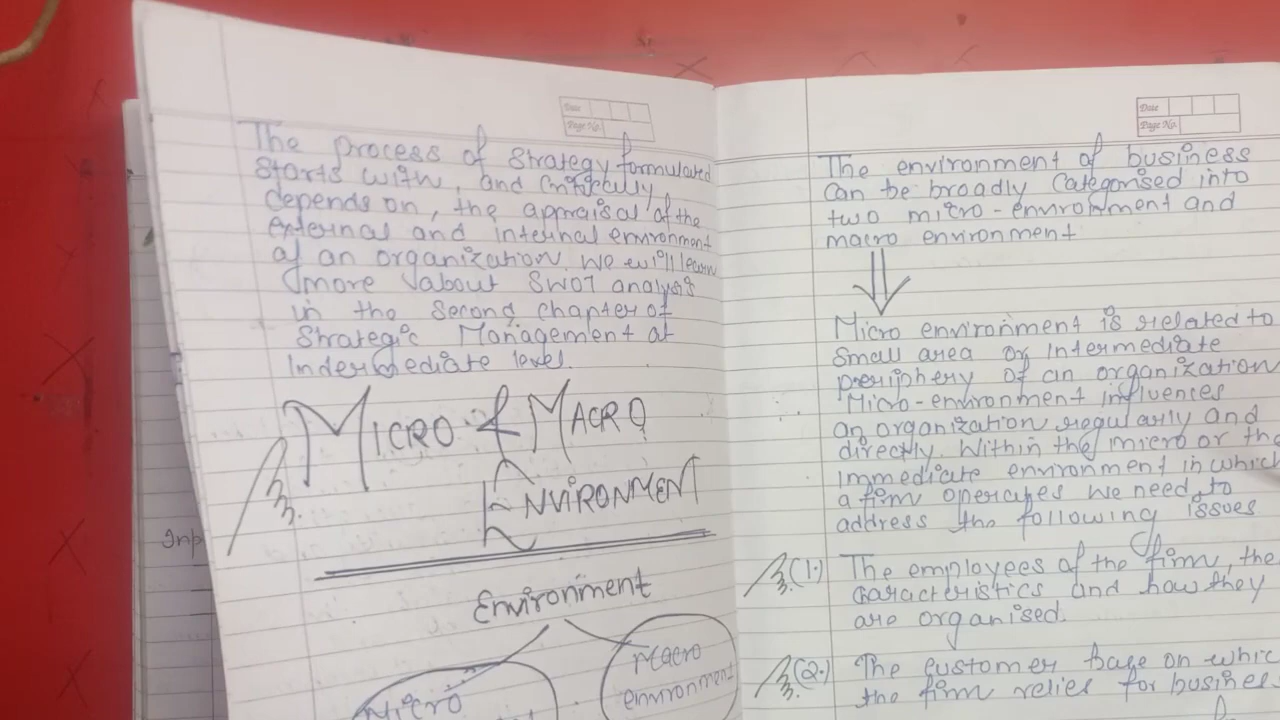 Date
Page No.
The process of strategy formulated
starts with, and critically
depends on, the appraisal of the
external and internal environment
of an organization. We will learn
more about SWOT analysis
in the second chapter of
Strategic Management at
Indermediate level.
MICRO & MACRO
ENVIRONMENT
Environment
Micro
Macro
environment
Inp
Date
Page No.
The environment of business
can be broadly categorised into
two micro-environment and
macro environment
Micro environment is related to
small area or intermediate
periphery of an organization
Micro-environment influences
an organization regularly and
directly. Within the micro or the
immediate environment in which
a firm operates we need to
address the following issues
(1.) The employees of the firm, the
characteristics and how they
are organised.
(2.) The customer base on whic
the firm relies for busines